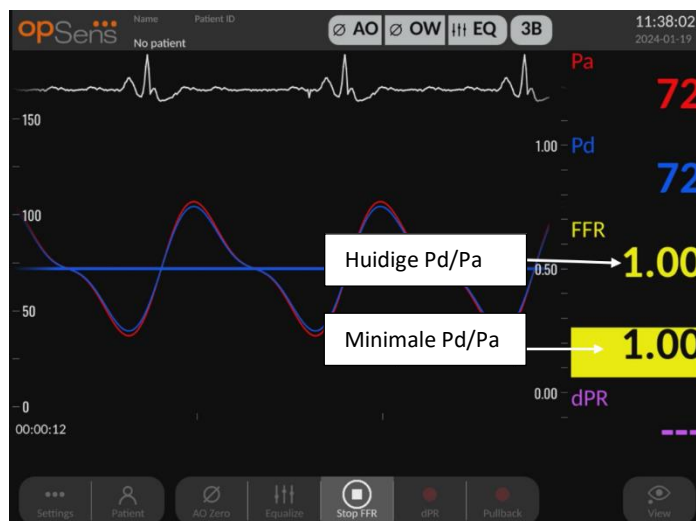 opSens
Name Patient ID
No patient
Ø AO Ø OW EQ 3B
11:38:02
2024-01-19
Pa
72
150
1.00
Pd
72
100
FFR
Huidige Pd/Pa
0.50
1.00
50
Minimale Pd/Pa
1.00
0.00
dPR
0
00:00:12
---
Settings Patient AO Zero Equalize Stop FFR dPR Pullback View